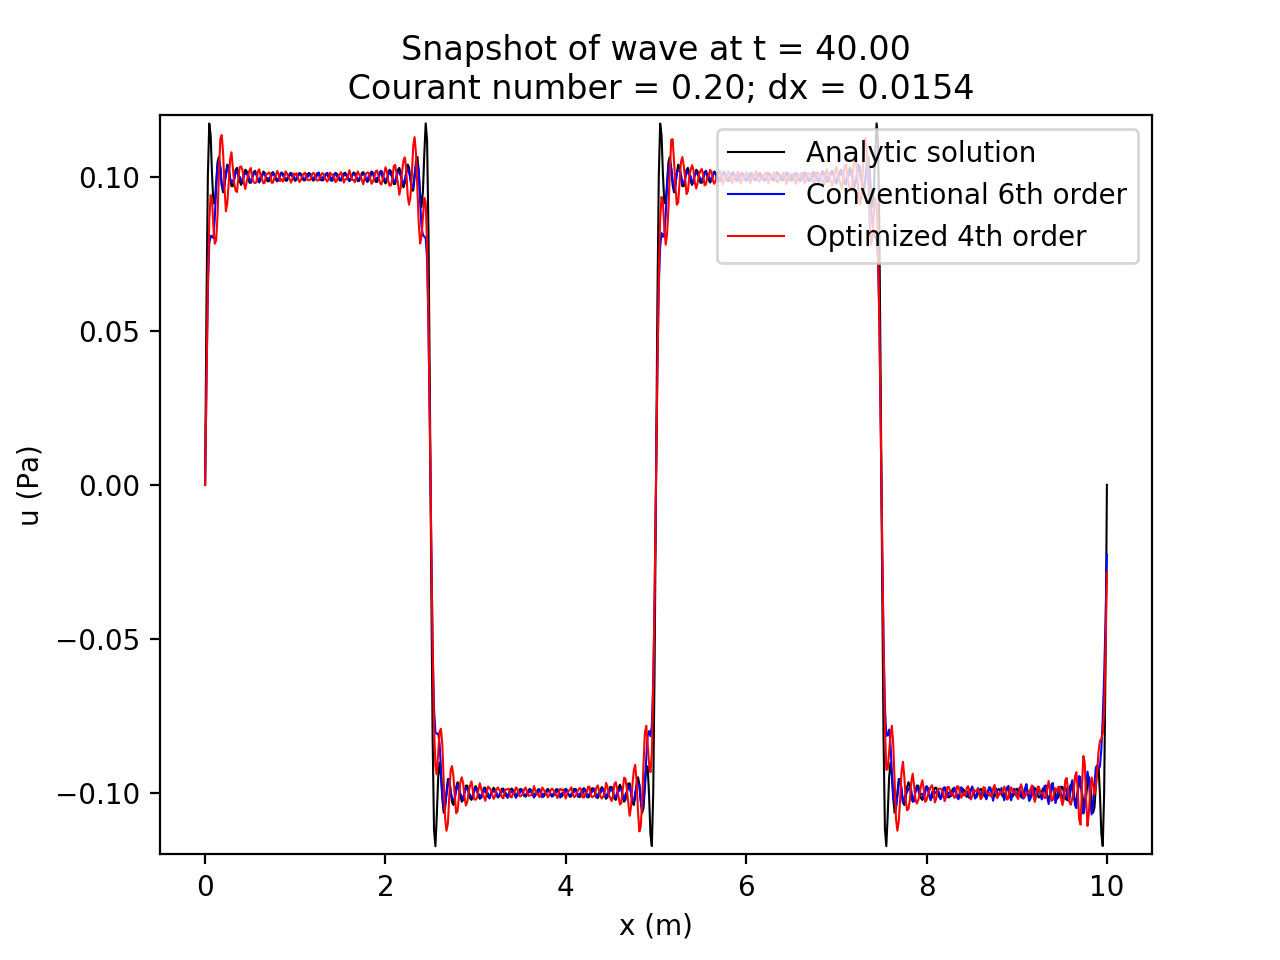 Snapshot of wave at t = 40.00
Courant number = 0.20; dx = 0.0154
Analytic solution
Conventional 6th order
Optimized 4th order
0.10
0.05
0.00
−0.05
−0.10
u (Pa)
0 2 4 6 8 10
x (m)